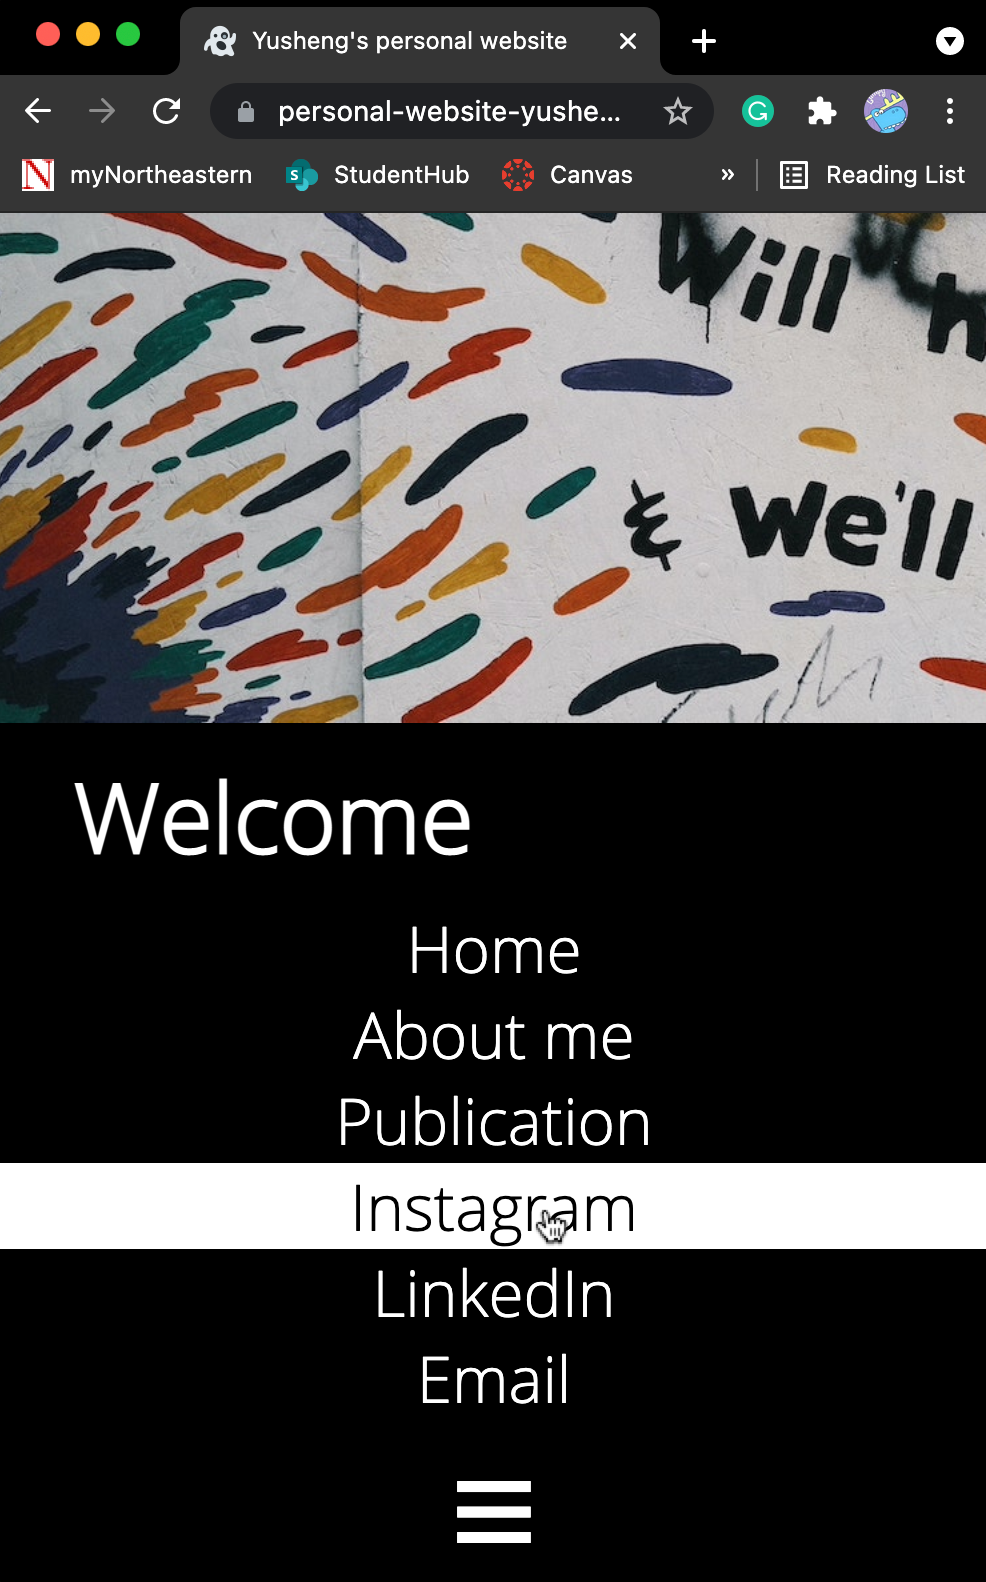 Yusheng's personal website
personal-website-yushe...
myNortheastern
StudentHub
Canvas
»
Reading List
Will
& we'll
Welcome
Home
About me
Publication
Instagram
LinkedIn
Email